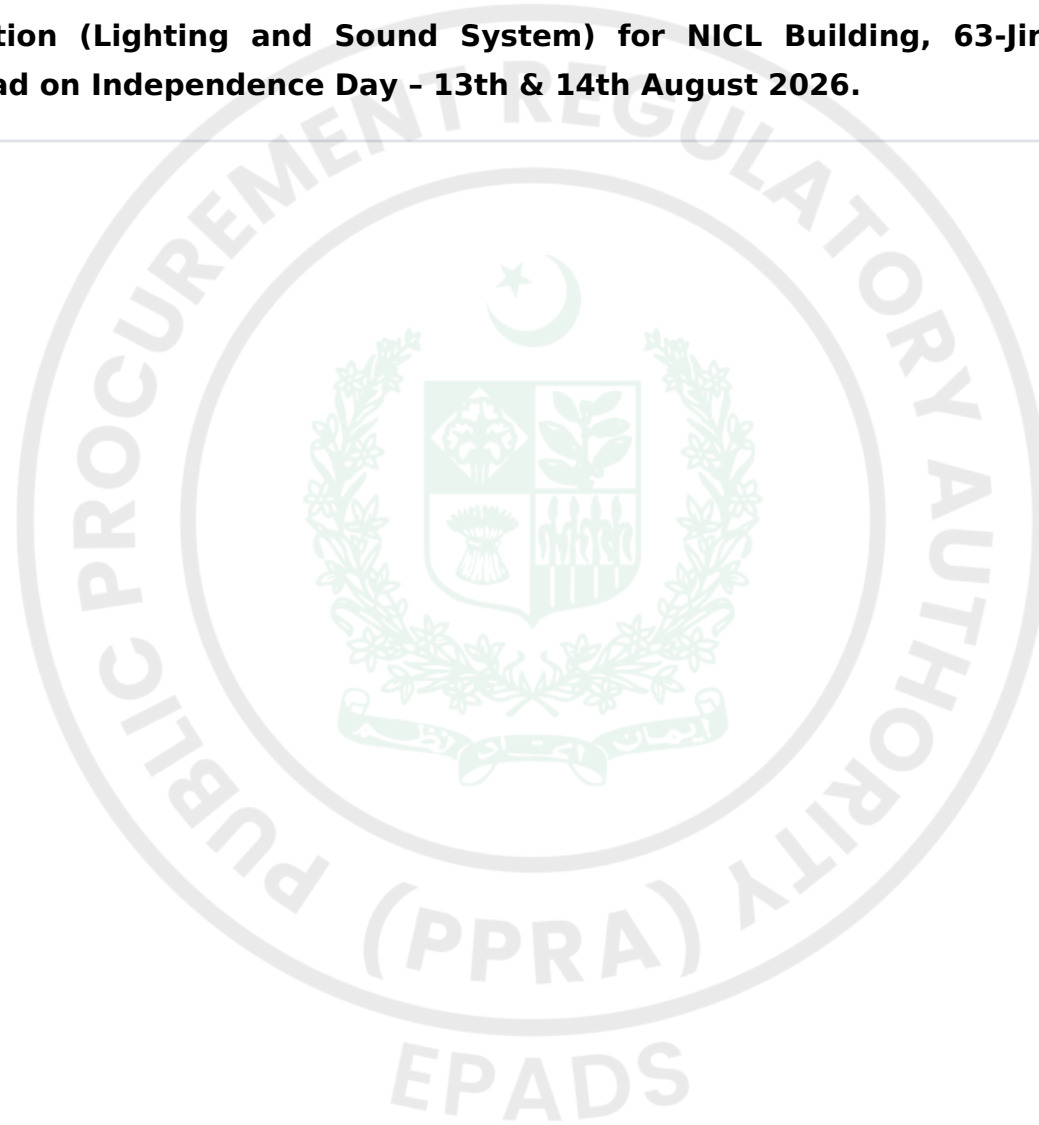 tion (Lighting and Sound System) for NICL Building, 63-Jin
ad on Independence Day – 13th & 14th August 2026.
PUBLIC PROCUREMENT REGULATORY AUTHORITY
(PPRA)
EPADS